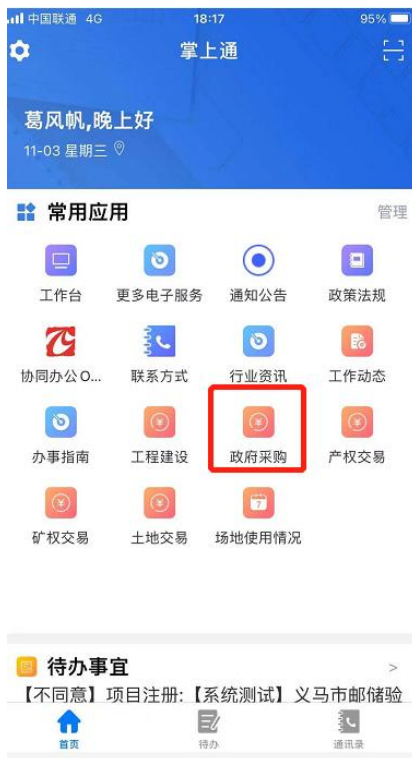 中国联通 4G 18:17 95%
掌上通
葛风帆,晚上好
11-03 星期三
常用应用 管理
工作台 更多电子服务 通知公告 政策法规
协同办公O... 联系方式 行业资讯 工作动态
办事指南 工程建设 政府采购 产权交易
矿权交易 土地交易 7 场地使用情况
待办事宜 >
【不同意】项目注册:【系统测试】义马市邮储验
首页 待办 通讯录